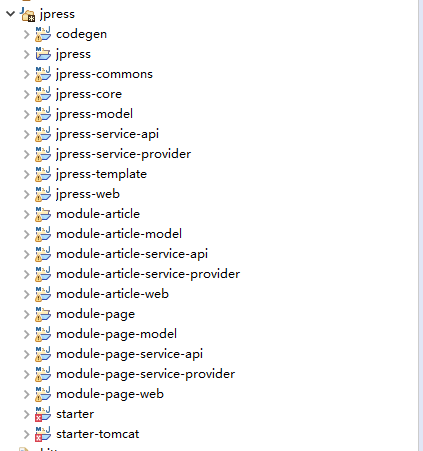 jpress
codegen
jpress
jpress-commons
jpress-core
jpress-model
jpress-service-api
jpress-service-provider
jpress-template
jpress-web
module-article
module-article-model
module-article-service-api
module-article-service-provider
module-article-web
module-page
module-page-model
module-page-service-api
module-page-service-provider
module-page-web
starter
starter-tomcat